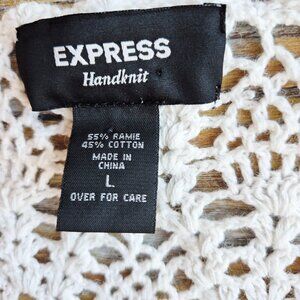 EXPRESS
Handknit
55% RAMIE
45% COTTON
MADE IN
CHINA
L
OVER FOR CARE